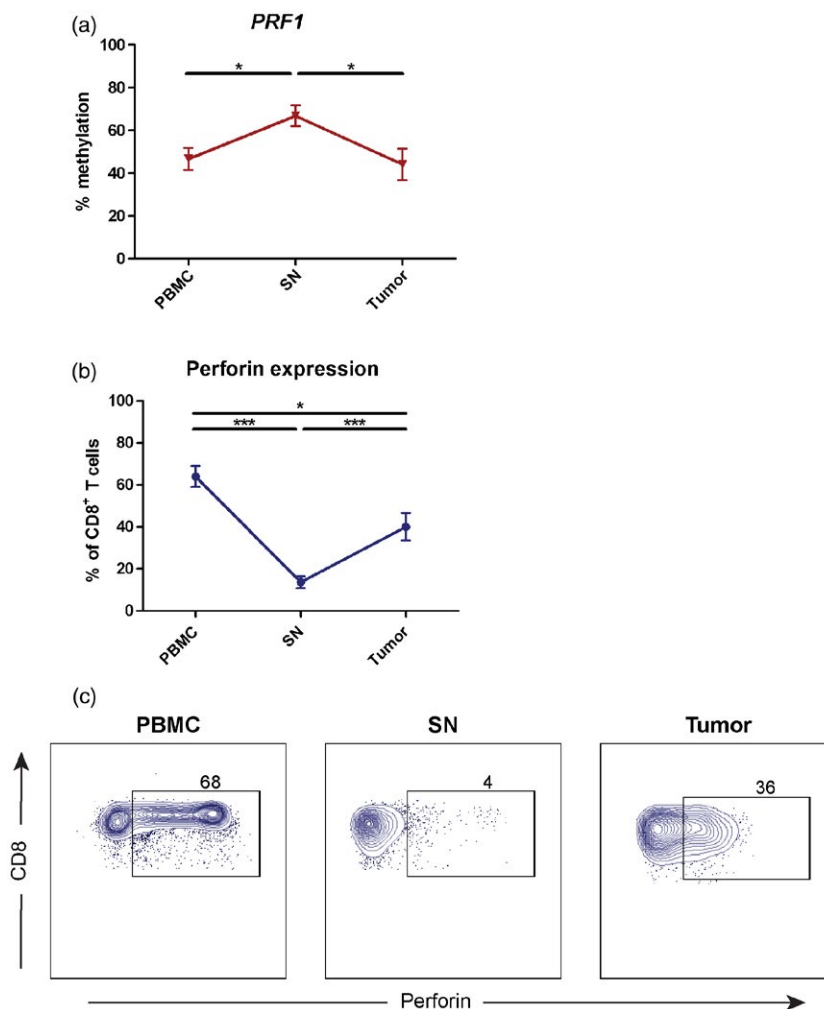 (a)
PRF1
100
80
60
40
20
0
% methylation
*
*
PBMC
SN
Tumor
(b)
Perforin expression
100
80
60
40
20
0
% of CD8+ T cells
*
***
***
PBMC
SN
Tumor
(c)
PBMC
SN
Tumor
68
4
36
CD8
Perforin